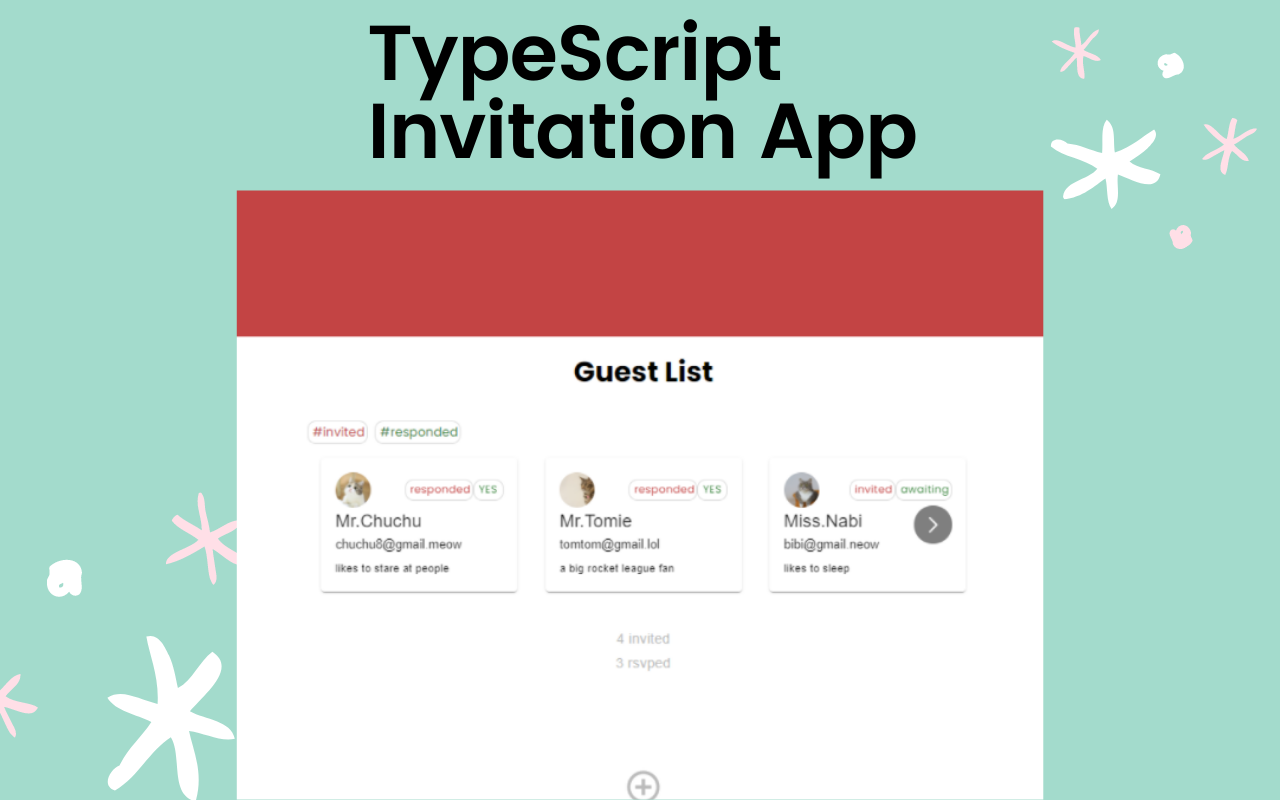 TypeScript
Invitation App
Guest List
#invited #responded
responded YES
Mr.Chuchu
chuchu8@gmail.meow
likes to stare at people
responded YES
Mr.Tomie
tomtom@gmail.lol
a big rocket league fan
invited awaiting
Miss.Nabi
bibi@gmail.neow
likes to sleep
4 invited
3 rsvped